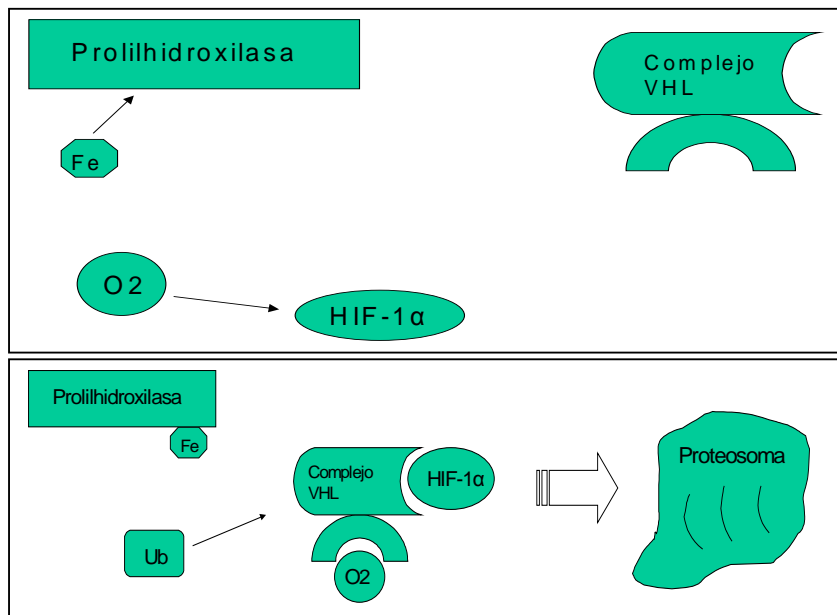 Prolilhidroxilasa
Complejo
VHL
Fe
O2
HIF-1α
Prolilhidroxilasa
Fe
Complejo
VHL
HIF-1α
Proteosoma
Ub
O2